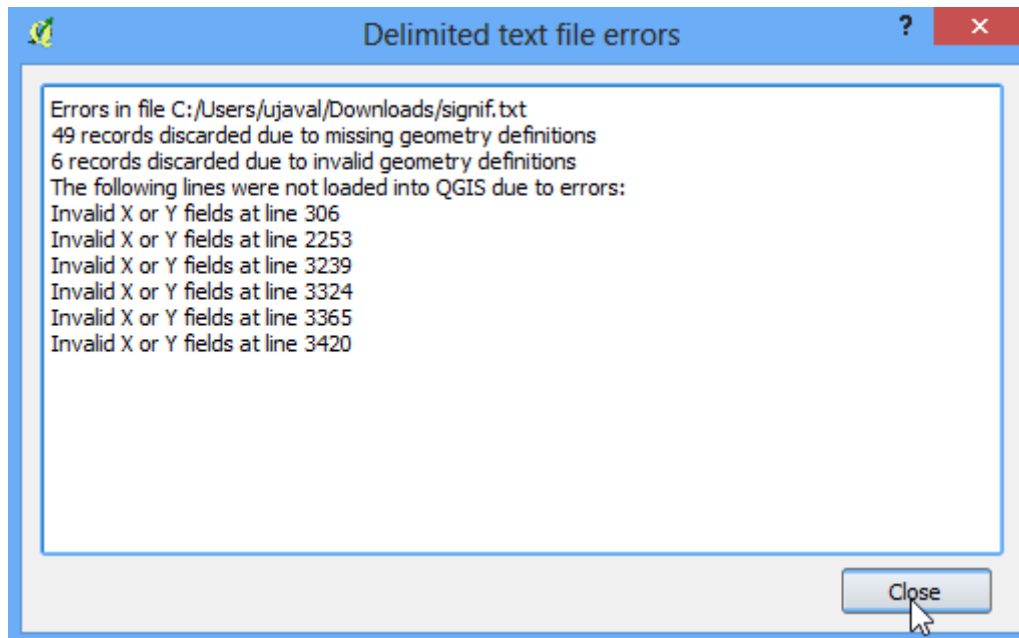 Delimited text file errors
?
Errors in file C:/Users/ujaval/Downloads/signif.txt
49 records discarded due to missing geometry definitions
6 records discarded due to invalid geometry definitions
The following lines were not loaded into QGIS due to errors:
Invalid X or Y fields at line 306
Invalid X or Y fields at line 2253
Invalid X or Y fields at line 3239
Invalid X or Y fields at line 3324
Invalid X or Y fields at line 3365
Invalid X or Y fields at line 3420
Close